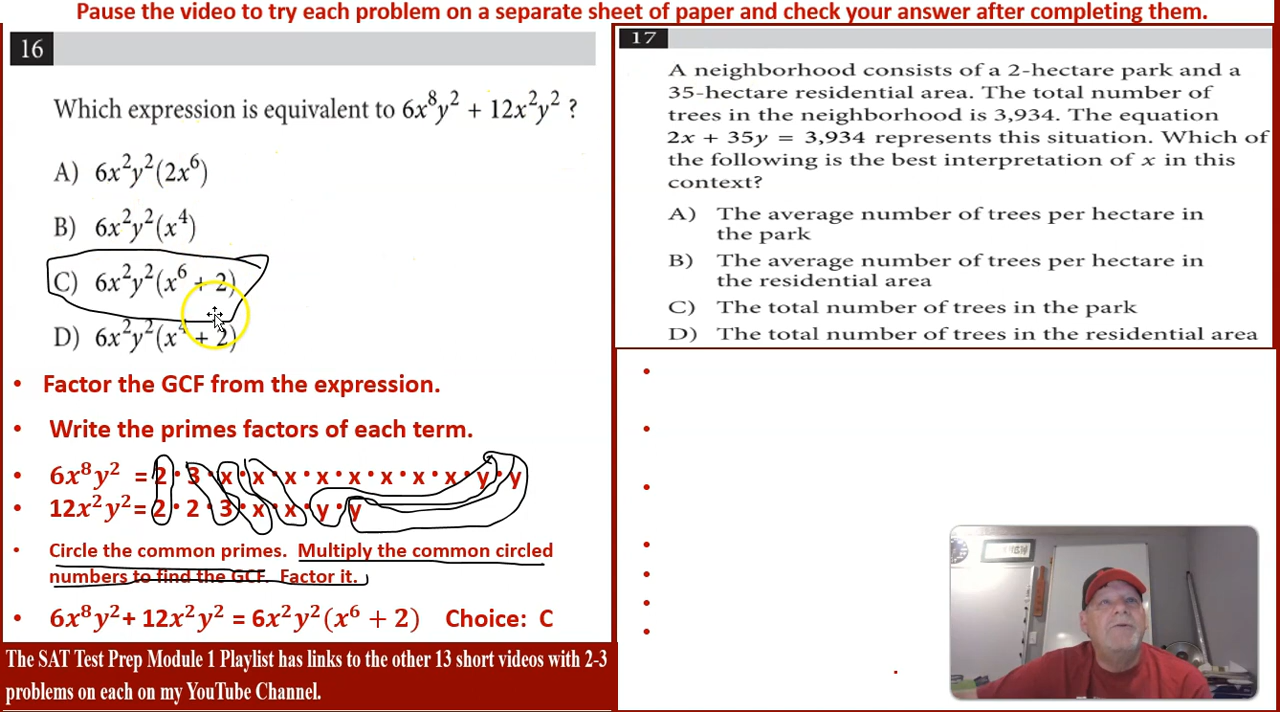 Pause the video to try each problem on a separate sheet of paper and check your answer after completing them.
16
Which expression is equivalent to 6x⁸y² + 12x²y² ?
A) 6x²y²(2x⁶)
B) 6x²y²(x⁴)
C) 6x²y²(x⁶ + 2)
D) 6x²y²(x⁴ + 2)
• Factor the GCF from the expression.
• Write the primes factors of each term.
• 6x⁸y² = 2 · 3 · x · x · x · x · x · x · x · x · y · y
• 12x²y² = 2 · 2 · 3 · x · x · y · y
• Circle the common primes. Multiply the common circled
numbers to find the GCF. Factor it.
• 6x⁸y²+ 12x²y² = 6x²y²(x⁶ + 2) Choice: C
The SAT Test Prep Module 1 Playlist has links to the other 13 short videos with 2-3
problems on each on my YouTube Channel.
17
A neighborhood consists of a 2-hectare park and a
35-hectare residential area. The total number of
trees in the neighborhood is 3,934. The equation
2x + 35y = 3,934 represents this situation. Which of
the following is the best interpretation of x in this
context?
A) The average number of trees per hectare in
the park
B) The average number of trees per hectare in
the residential area
C) The total number of trees in the park
D) The total number of trees in the residential area